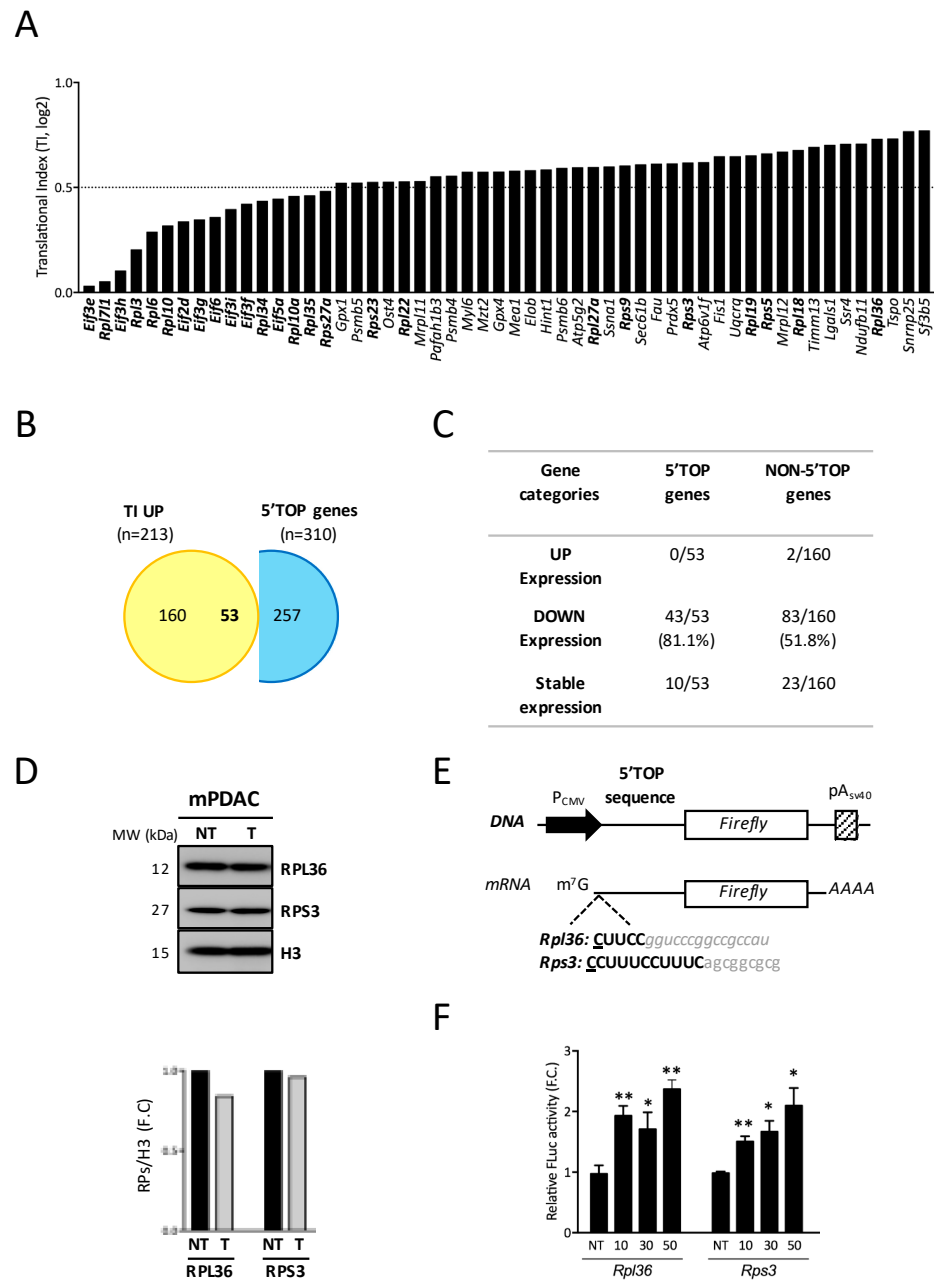 A
Translational Index (TI, log2)
1.0
0.5
0.0
Eif3e
Rpl7l1
Eif3h
Rpl3
Rpl6
Rpl10
Eif2d
Eif3g
Eif6
Eif3i
Eif3f
Rpl34
Eif5a
Rpl10a
Rpl35
Rps27a
Gpx1
Psmb5
Rps23
Ost4
Rpl22
Mrpl11
Pafah1b3
Psmb4
Myl6
Mzt2
Gpx4
Mea1
Elob
Hint1
Psmb6
Atp5g2
Rpl27a
Ssna1
Rps9
Sec61b
Fau
Prdx5
Rps3
Atp6v1f
Fis1
Uqcrq
Rpl19
Rps5
Mrpl12
Rpl18
Timm13
Lgals1
Ssr4
Ndufb11
Rpl36
Tspo
Snrnp25
Sf3b5
B
TI UP
(n=213)
5'TOP genes
(n=310)
160
53
257
C
Gene categories
5'TOP genes
NON-5'TOP genes
UP Expression
0/53
2/160
DOWN Expression
43/53 (81.1%)
83/160 (51.8%)
Stable expression
10/53
23/160
D
mPDAC
MW (kDa)
NT
T
12
RPL36
27
RPS3
15
H3
RPs/H3 (F.C)
1.0
0.5
0.0
NT T NT T
RPL36 RPS3
E
5'TOP sequence
PCMV
pAsv40
DNA
Firefly
mRNA
m7G
Firefly
AAAA
Rpl36: CUUCCggucccggccgccau
Rps3: CCUUUCCUUUCagcggcgcg
F
Relative FLuc activity (F.C.)
3
2
1
0
** * ** ** * *
NT 10 30 50 NT 10 30 50
Rpl36 Rps3